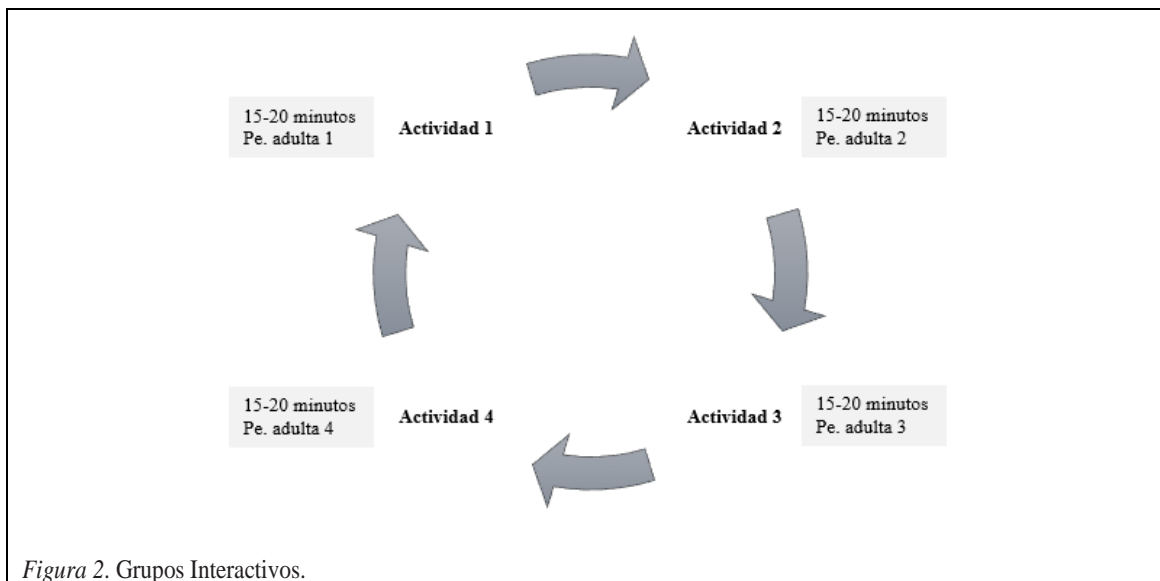 15-20 minutos
Pe. adulta 1
Actividad 1
Actividad 2
15-20 minutos
Pe. adulta 2
15-20 minutos
Pe. adulta 4
Actividad 4
Actividad 3
15-20 minutos
Pe. adulta 3
Figura 2. Grupos Interactivos.